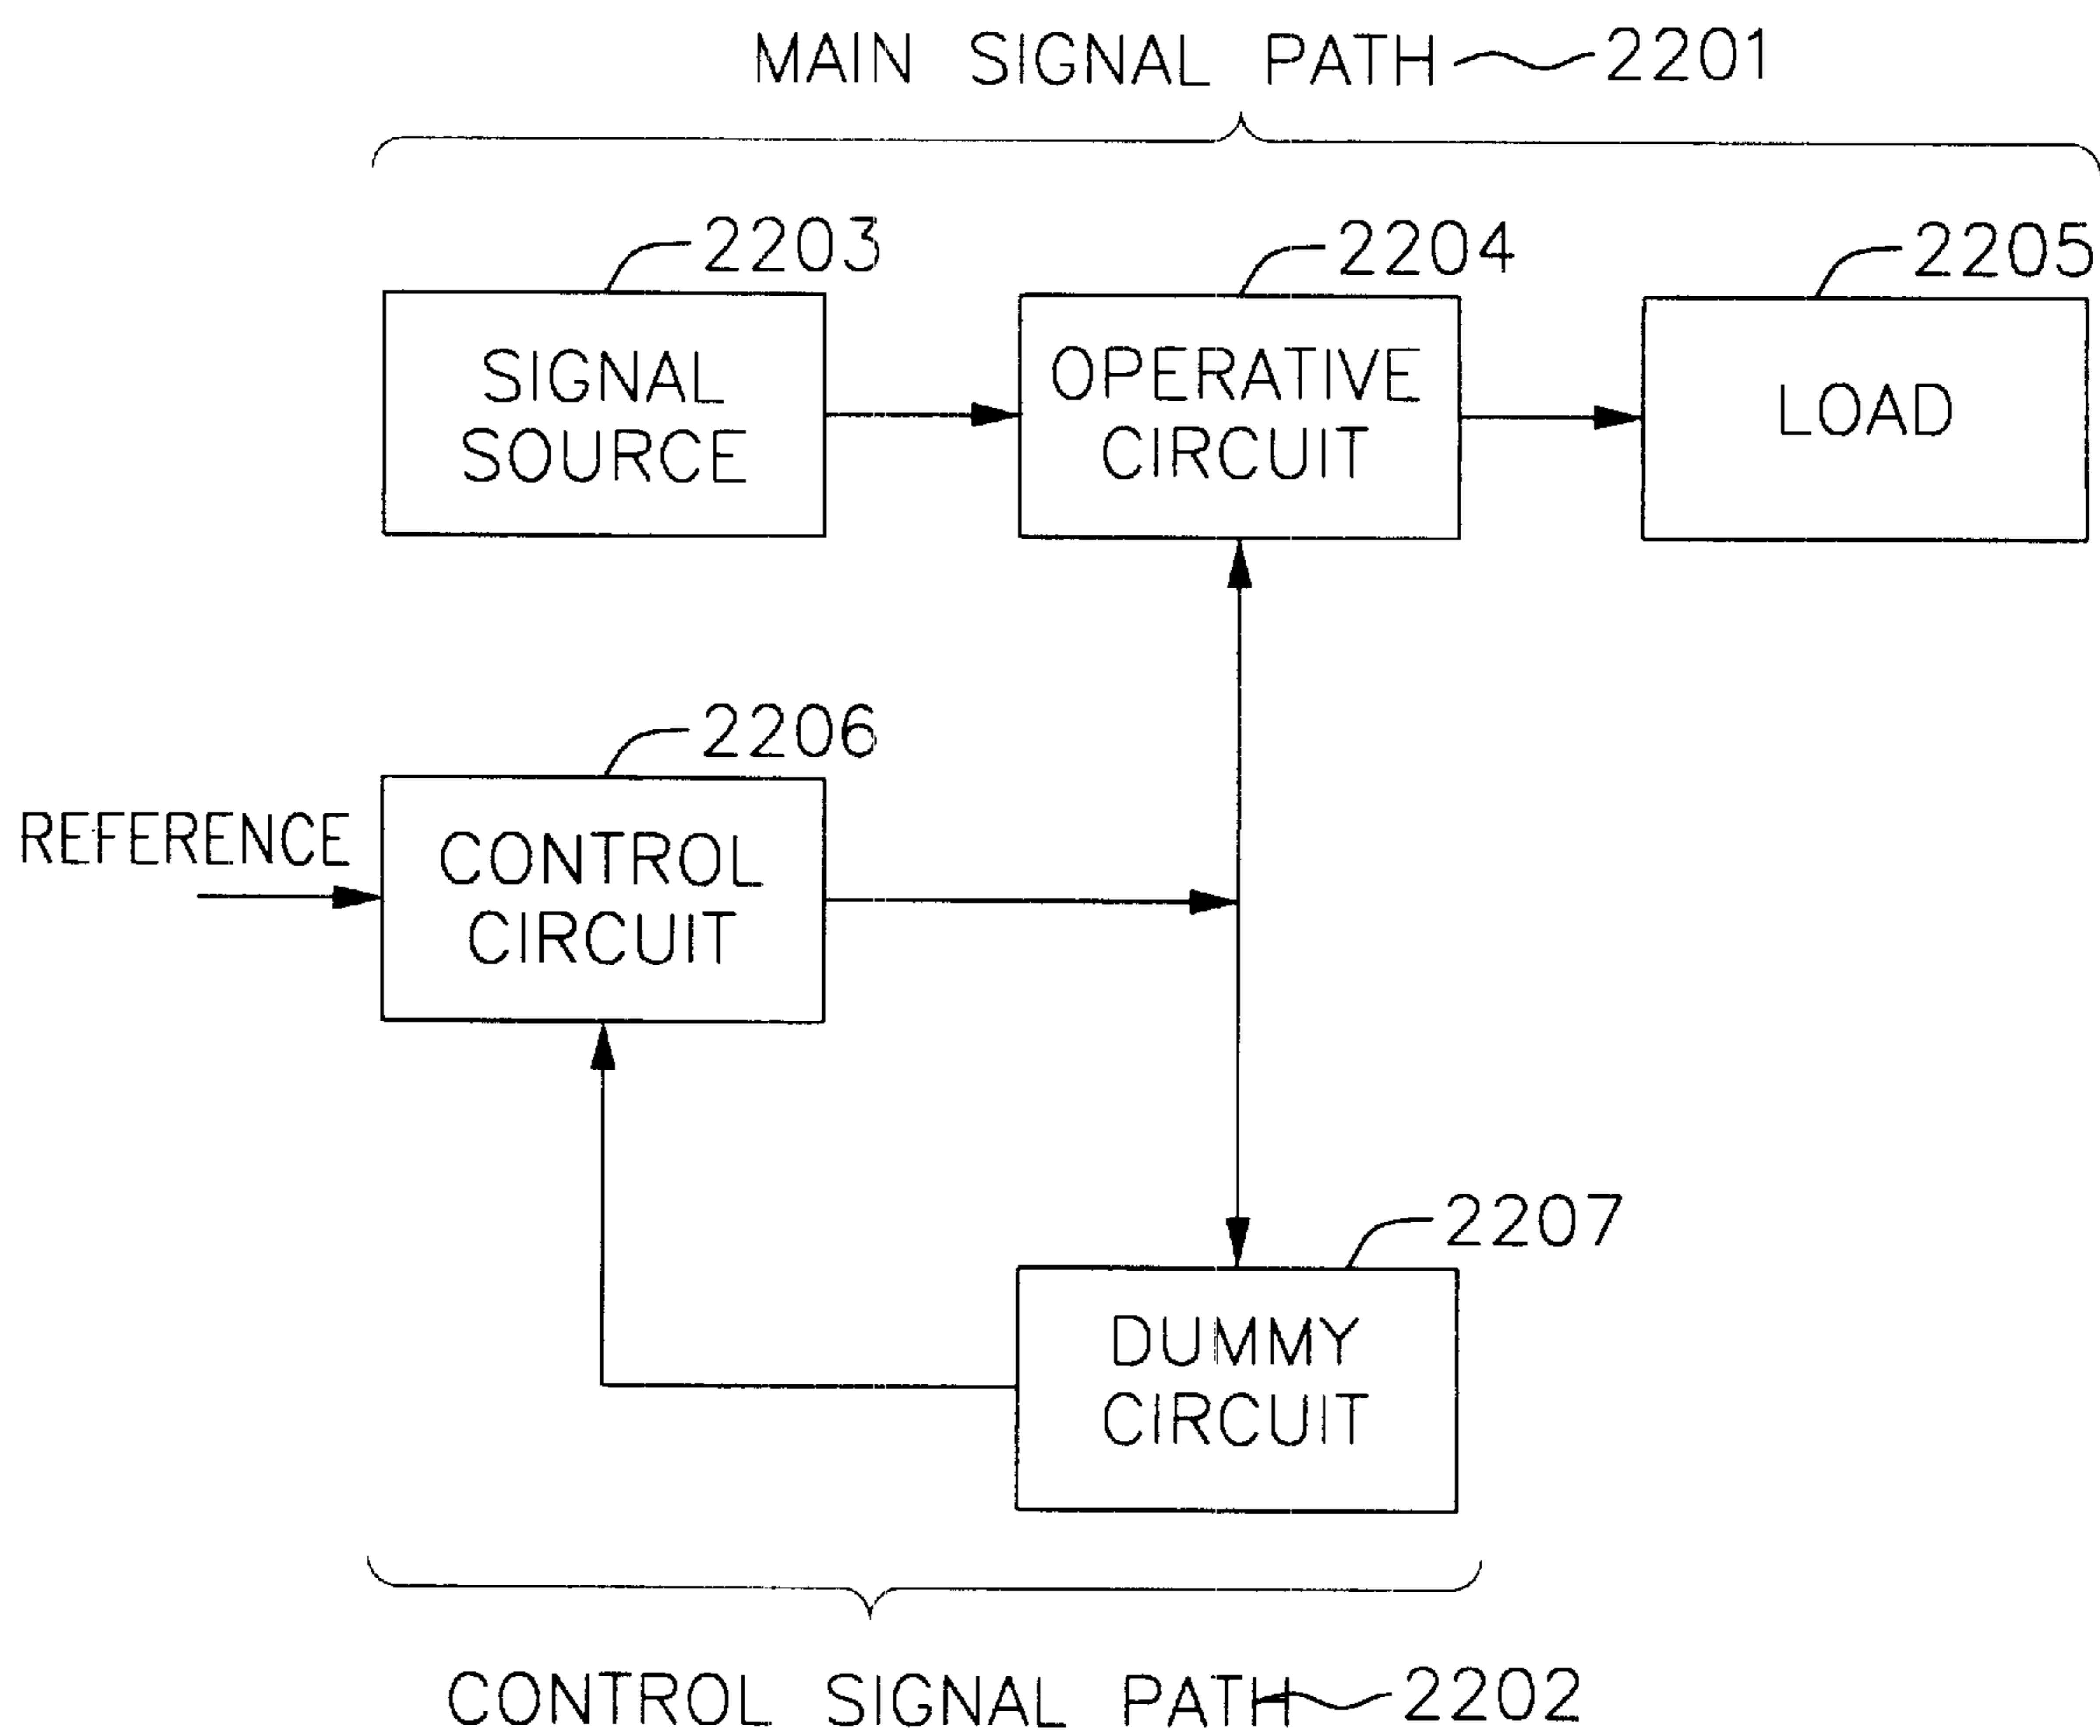 MAIN SIGNAL PATH 2201
2203
2204
2205
SIGNAL
SOURCE
OPERATIVE
CIRCUIT
LOAD
2206
REFERENCE
CONTROL
CIRCUIT
2207
DUMMY
CIRCUIT
CONTROL SIGNAL PATH 2202